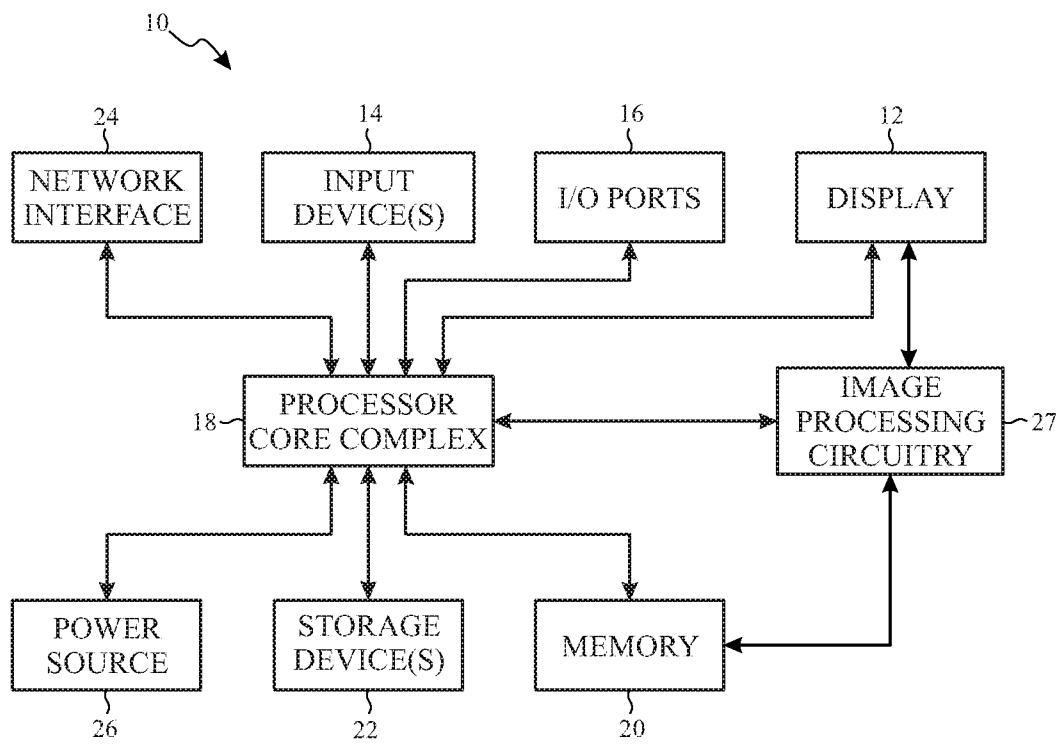 10
24
14
16
12
NETWORK
INTERFACE
INPUT
DEVICE(S)
I/O PORTS
DISPLAY
18
PROCESSOR
CORE COMPLEX
IMAGE
PROCESSING
CIRCUITRY
27
POWER
SOURCE
STORAGE
DEVICE(S)
MEMORY
26
22
20